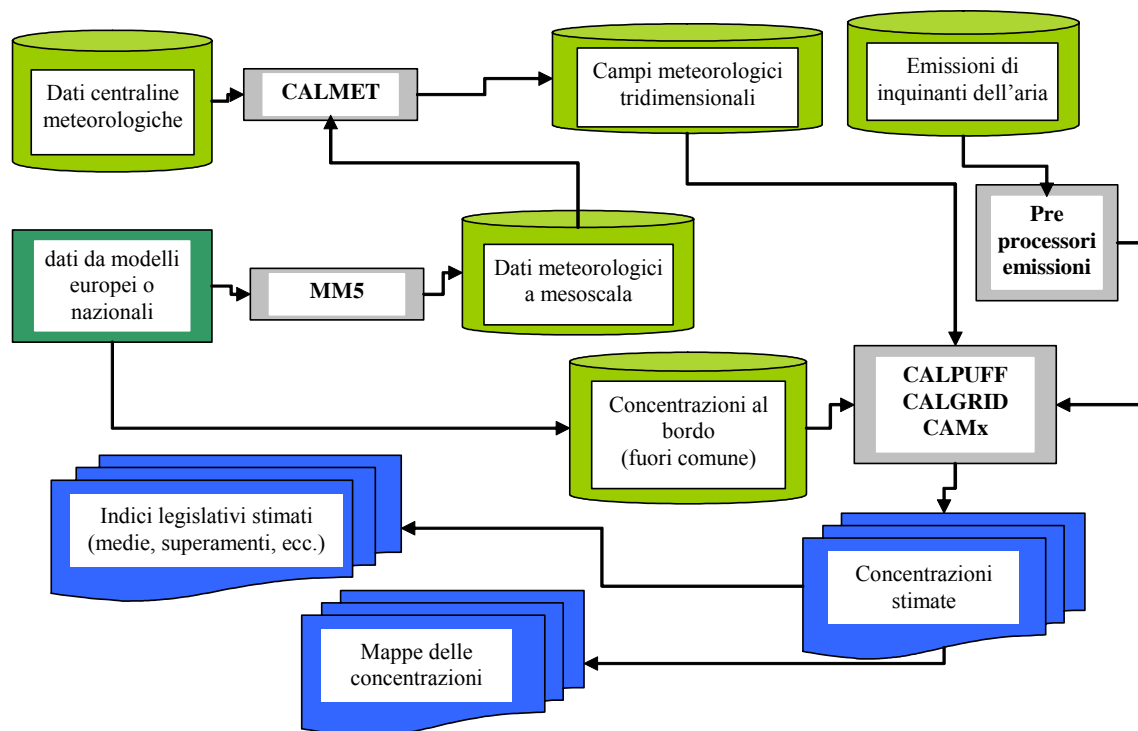 Dati centraline
meteorologiche
CALMET
Campi meteorologici
tridimensionali
Emissioni di
inquinanti dell'aria
Pre
processori
emissioni
dati da modelli
europei o
nazionali
MM5
Dati meteorologici
a mesoscala
Concentrazioni al
bordo
(fuori comune)
CALPUFF
CALGRID
CAMx
Indici legislativi stimati
(medie, superamenti, ecc.)
Concentrazioni
stimate
Mappe delle
concentrazioni